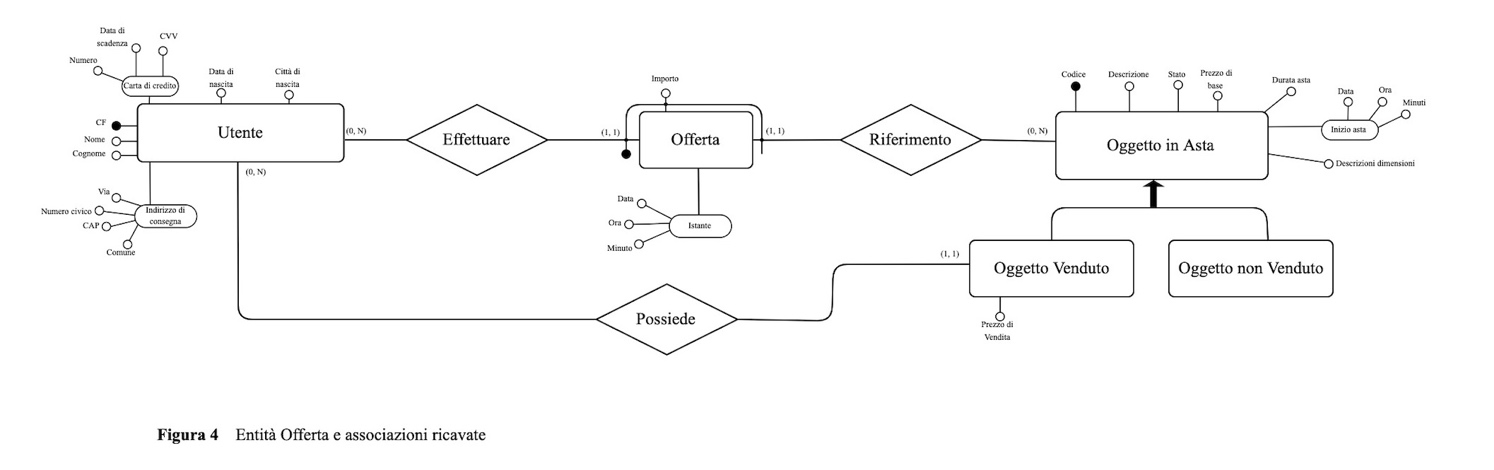 Data di
scadenza
CVV
Numero
Carta di credito
Data di
nascita
Città di
nascita
CF
Nome
Cognome
Utente
(0, N)
(0, N)
Via
Numero civico
CAP
Comune
Indirizzo di
consegna
Effettuare
(1, 1)
Importo
Offerta
(1, 1)
Data
Ora
Minuto
Istante
Riferimento
(0, N)
Codice
Descrizione
Stato
Prezzo di
base
Durata asta
Data
Ora
Minuti
Inizio asta
Descrizioni dimensioni
Oggetto in Asta
Possiede
(1, 1)
Oggetto Venduto
Oggetto non Venduto
Prezzo di
Vendita
Figura 4 Entità Offerta e associazioni ricavate